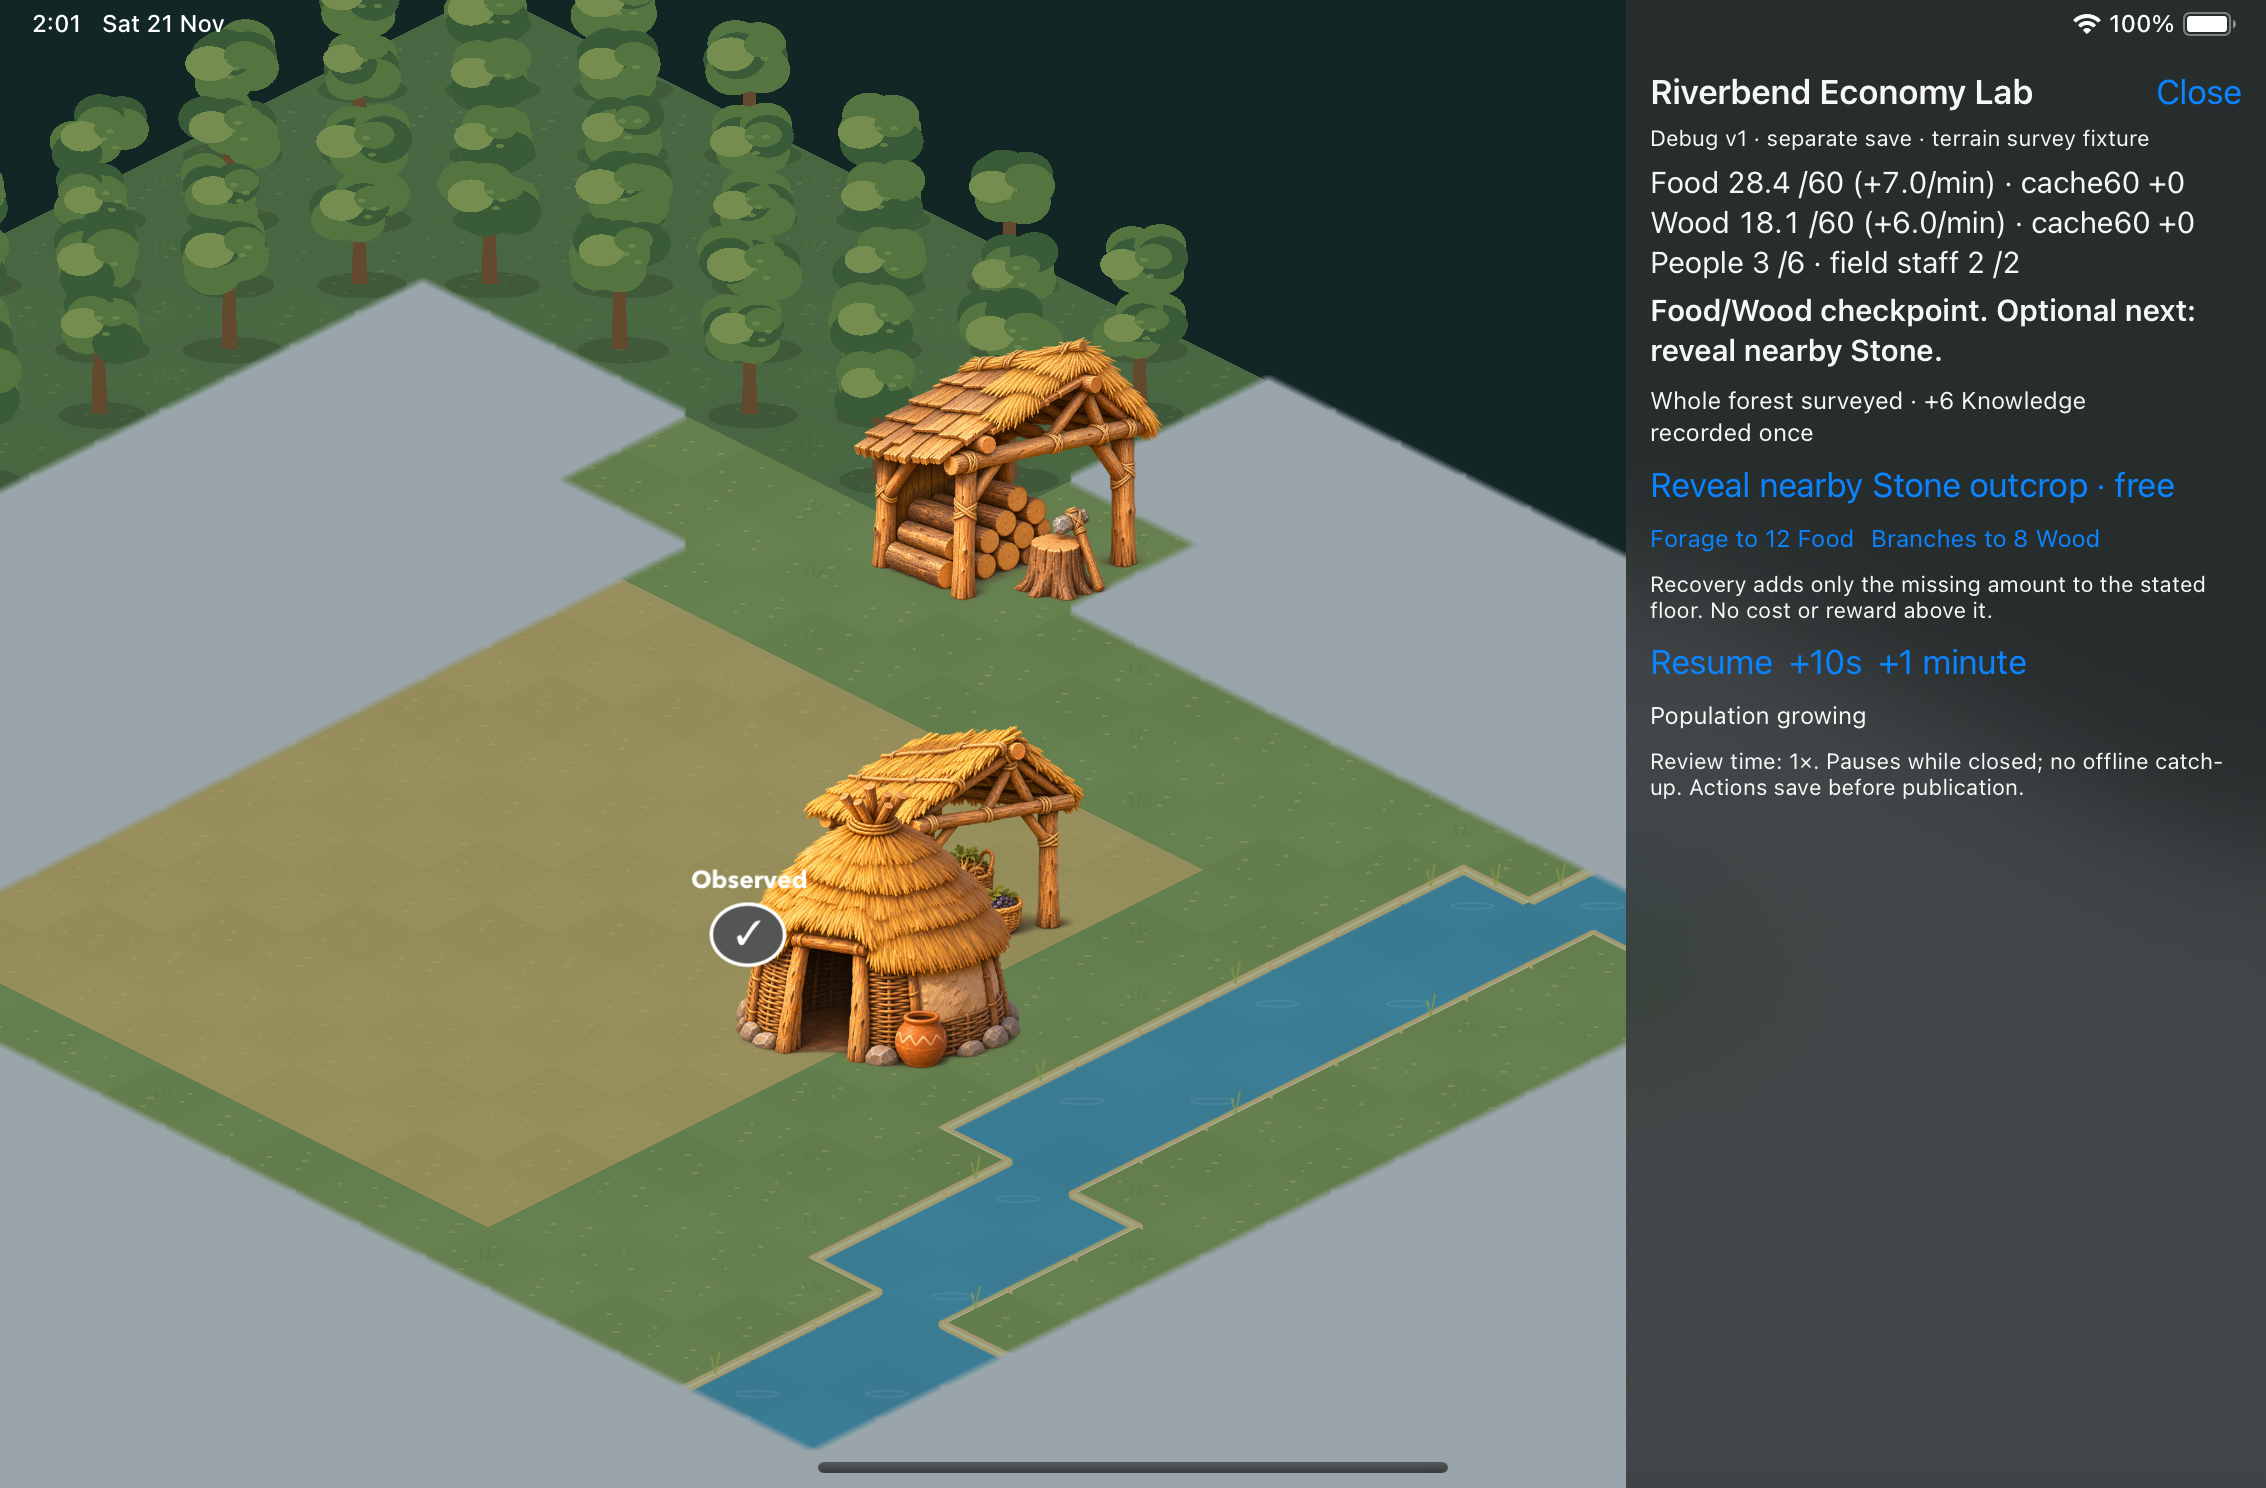 2:01 Sat 21 Nov
100%
Riverbend Economy Lab
Close
Debug v1 · separate save · terrain survey fixture
Food 28.4 /60 (+7.0/min) · cache60 +0
Wood 18.1 /60 (+6.0/min) · cache60 +0
People 3 /6 · field staff 2 /2
Food/Wood checkpoint. Optional next:
reveal nearby Stone.
Whole forest surveyed · +6 Knowledge
recorded once
Reveal nearby Stone outcrop · free
Forage to 12 Food Branches to 8 Wood
Recovery adds only the missing amount to the stated
floor. No cost or reward above it.
Resume +10s +1 minute
Population growing
Review time: 1×. Pauses while closed; no offline catch-
up. Actions save before publication.
Observed